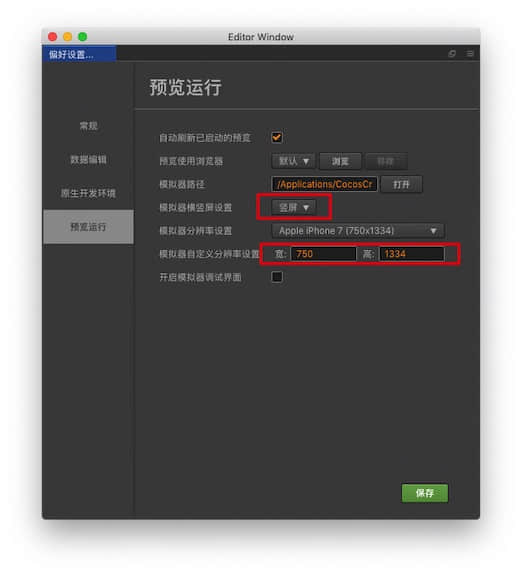 Editor Window
偏好设置...
预览运行
常规
数据编辑
原生开发环境
预览运行
自动刷新已启动的预览
预览使用浏览器 默认 浏览 移除
模拟器路径 /Applications/CocosCr 打开
模拟器横竖屏设置 竖屏
模拟器分辨率设置 Apple iPhone 7 (750x1334)
模拟器自定义分辨率设置 宽: 750 高: 1334
开启模拟器调试界面
保存